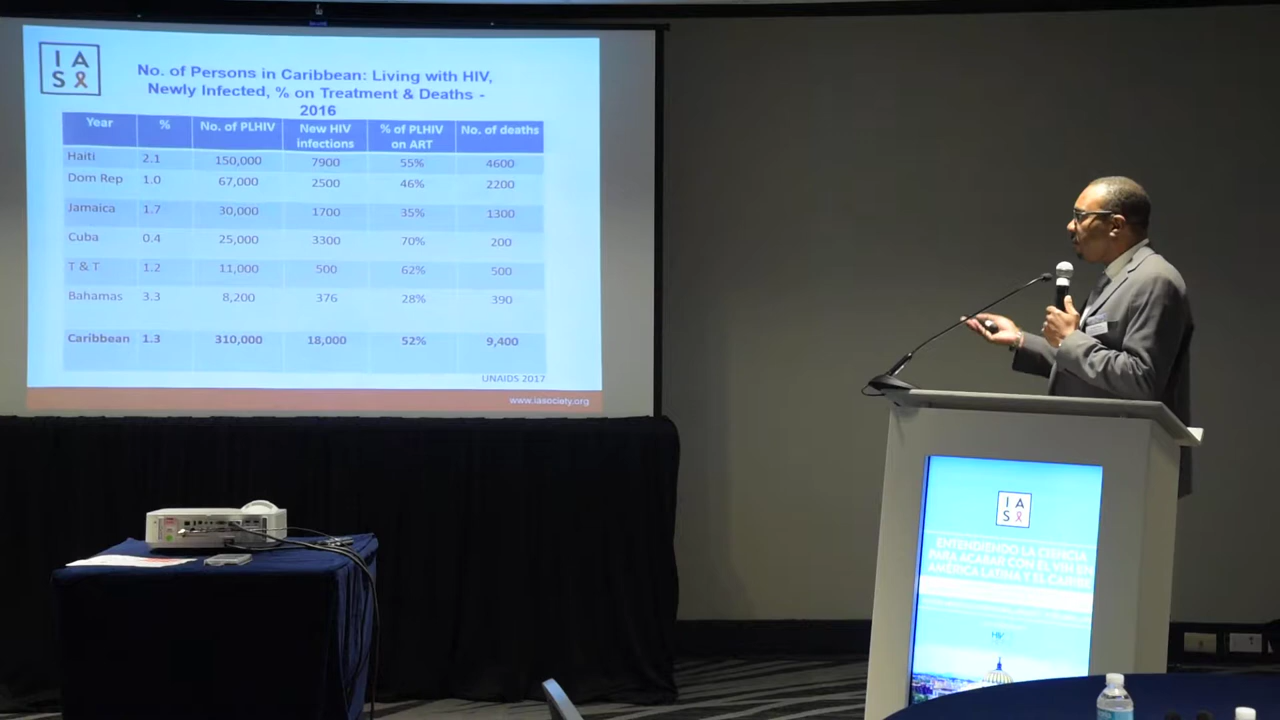 I A
S
No. of Persons in Caribbean: Living with HIV,
Newly Infected, % on Treatment & Deaths -
2016
Year % No. of PLHIV New HIV infections % of PLHIV on ART No. of deaths
Haiti 2.1 150,000 7900 55% 4600
Dom Rep 1.0 67,000 2500 46% 2200
Jamaica 1.7 30,000 1700 35% 1300
Cuba 0.4 25,000 3300 70% 200
T & T 1.2 11,000 500 62% 500
Bahamas 3.3 8,200 376 28% 390
Caribbean 1.3 310,000 18,000 52% 9,400
UNAIDS 2017
www.iasociety.org
I A
S
ENTENDIENDO LA CIENCIA
PARA ACABAR CON EL VIH EN
AMÉRICA LATINA Y EL CARIBE
HIV